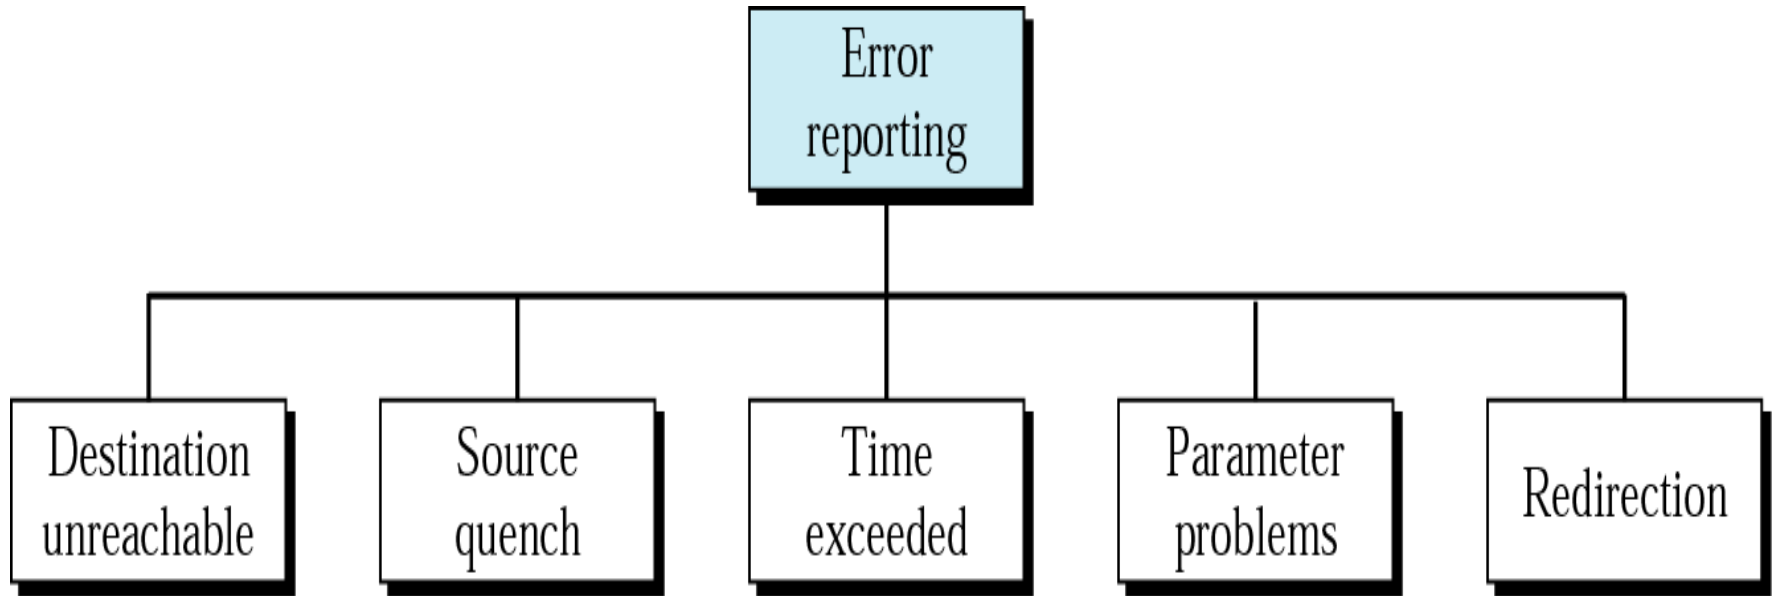 Error
reporting
Destination
unreachable
Source
quench
Time
exceeded
Parameter
problems
Redirection